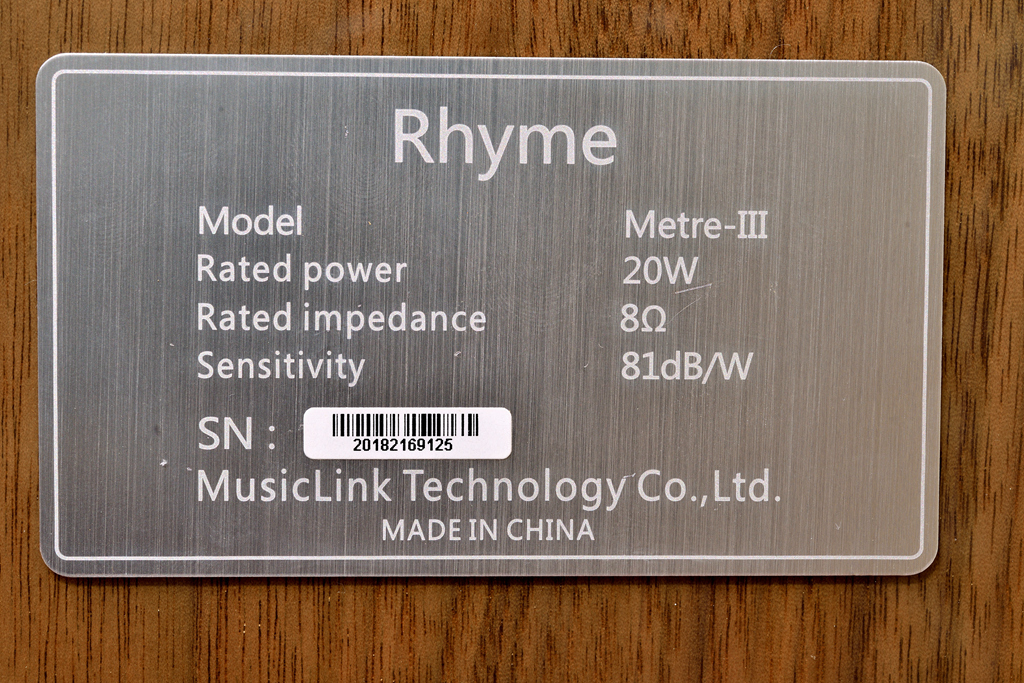 Rhyme
Model Metre-III
Rated power 20W
Rated impedance 8Ω
Sensitivity 81dB/W
SN : 20182169125
MusicLink Technology Co.,Ltd.
MADE IN CHINA